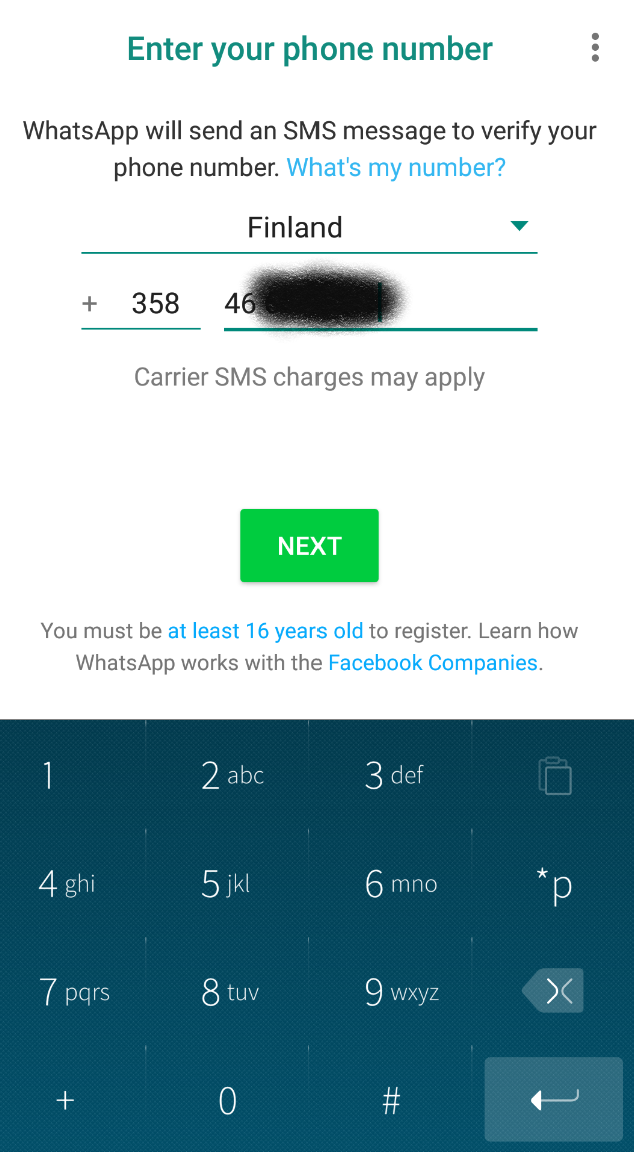 Enter your phone number
WhatsApp will send an SMS message to verify your
phone number. What's my number?
Finland
+ 358 46
Carrier SMS charges may apply
NEXT
You must be at least 16 years old to register. Learn how
WhatsApp works with the Facebook Companies.
1 2 abc 3 def
4 ghi 5 jkl 6 mno *p
7 pqrs 8 tuv 9 wxyz
+ 0 #